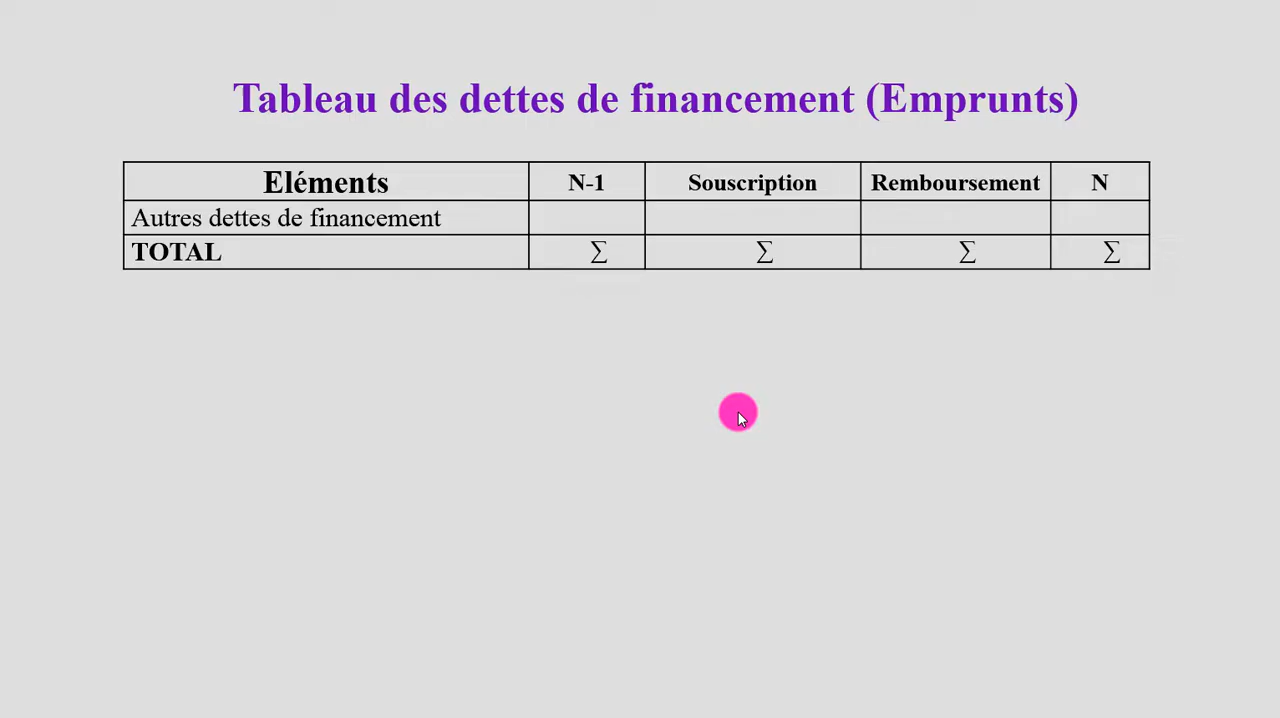 Tableau des dettes de financement (Emprunts)
Eléments N-1 Souscription Remboursement N
Autres dettes de financement
TOTAL ∑ ∑ ∑ ∑